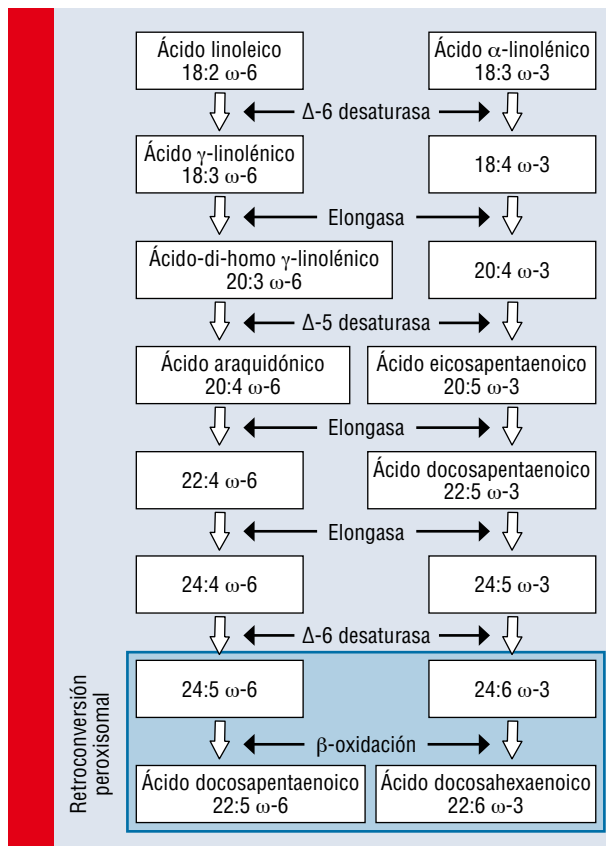 Ácido linoleico
18:2 ω-6
Ácido α-linolénico
18:3 ω-3
Δ-6 desaturasa
Ácido γ-linolénico
18:3 ω-6
18:4 ω-3
Elongasa
Ácido-di-homo γ-linolénico
20:3 ω-6
20:4 ω-3
Δ-5 desaturasa
Ácido araquidónico
20:4 ω-6
Ácido eicosapentaenoico
20:5 ω-3
Elongasa
22:4 ω-6
Ácido docosapentaenoico
22:5 ω-3
Elongasa
24:4 ω-6
24:5 ω-3
Δ-6 desaturasa
Retroconversión
peroxisomal
24:5 ω-6
24:6 ω-3
β-oxidación
Ácido docosapentaenoico
22:5 ω-6
Ácido docosahexaenoico
22:6 ω-3